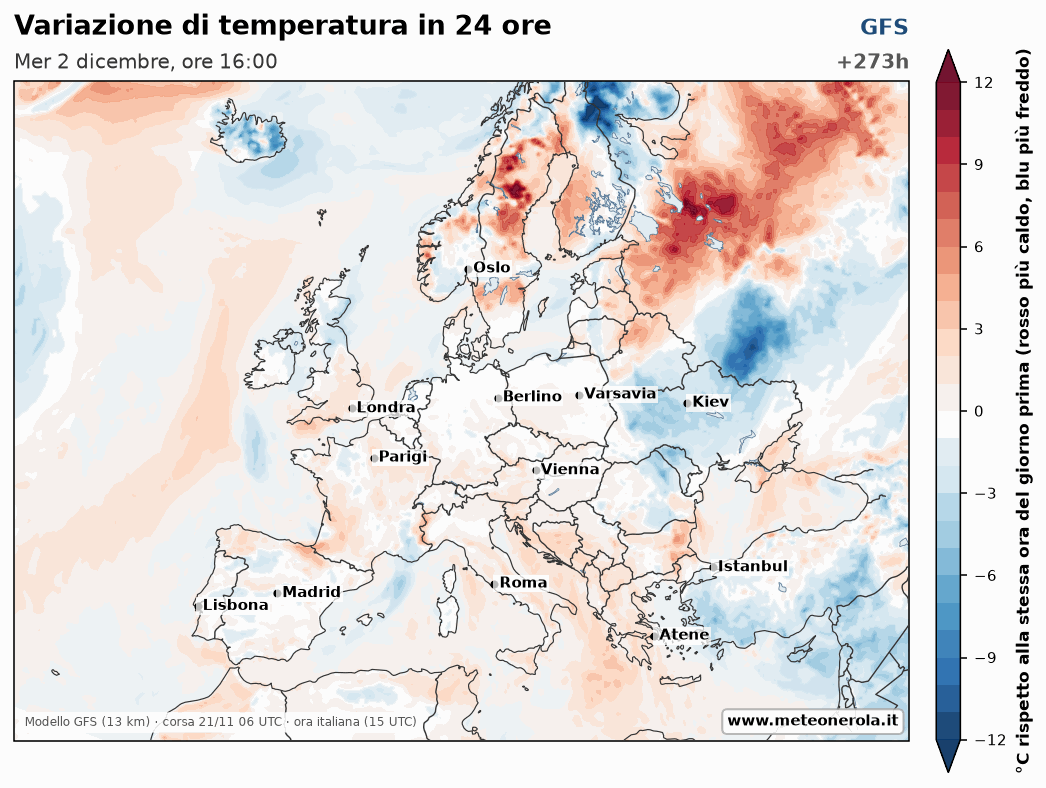 Variazione di temperatura in 24 ore
GFS
Mer 2 dicembre, ore 16:00
+273h
Oslo
Berlino
Varsavia
Kiev
Londra
Parigi
Vienna
Istanbul
Roma
Madrid
Lisbona
Atene
Modello GFS (13 km) · corsa 21/11 06 UTC · ora italiana (15 UTC)
www.meteonerola.it
12
9
6
3
0
−3
−6
−9
−12
°C rispetto alla stessa ora del giorno prima (rosso più caldo, blu più freddo)